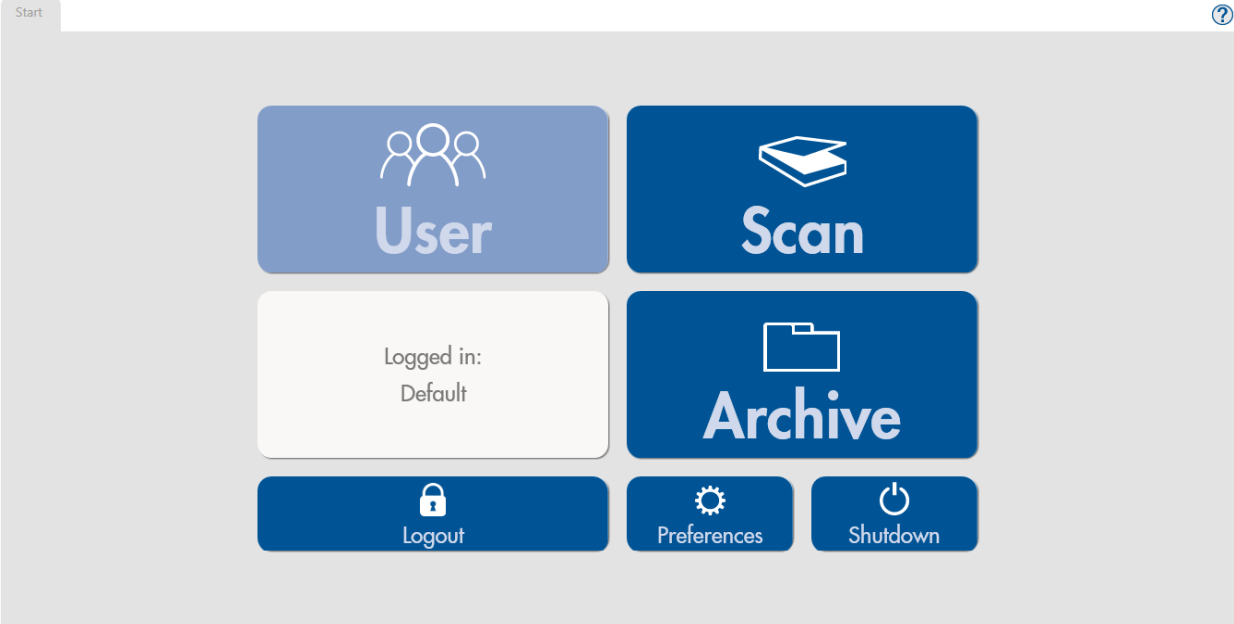 Start
?
User
Scan
Logged in:
Default
Archive
Logout
Preferences
Shutdown